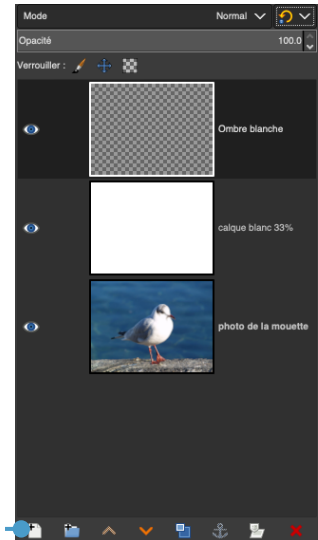 Mode Normal
Opacité 100.0
Verrouiller :
Ombre blanche
calque blanc 33%
photo de la mouette